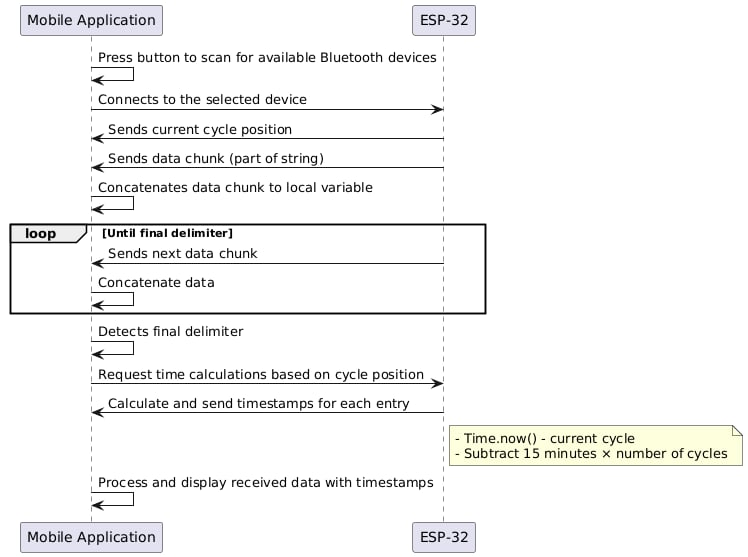 Mobile Application ESP-32
Press button to scan for available Bluetooth devices
Connects to the selected device
Sends current cycle position
Sends data chunk (part of string)
Concatenates data chunk to local variable
loop [Until final delimiter]
Sends next data chunk
Concatenate data
Detects final delimiter
Request time calculations based on cycle position
Calculate and send timestamps for each entry
- Time.now() - current cycle
- Subtract 15 minutes × number of cycles
Process and display received data with timestamps
Mobile Application ESP-32